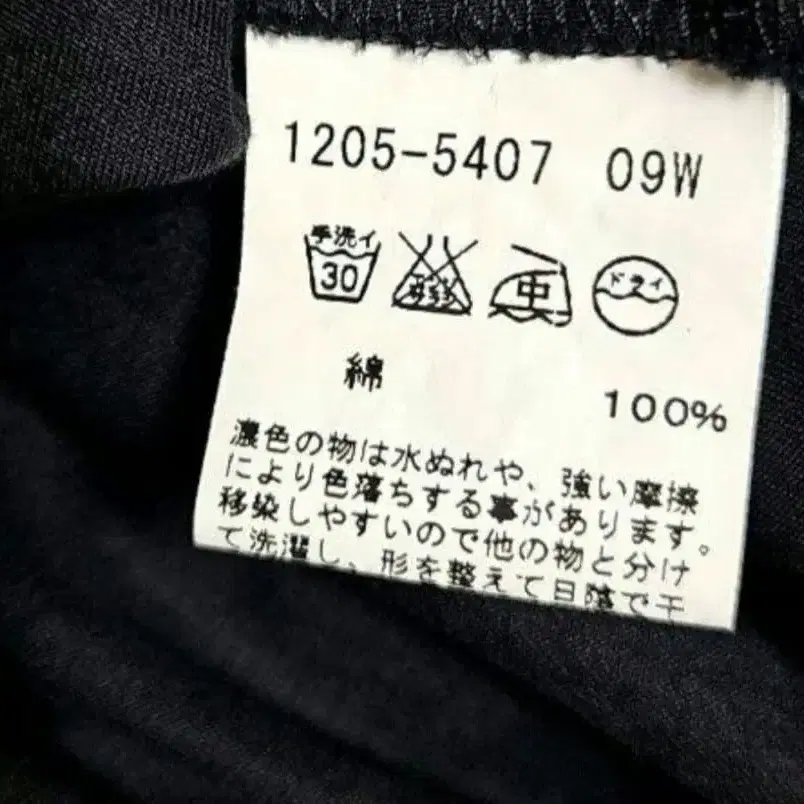 1205-5407 09W
手洗イ
30
中
ドライ
綿
100%
濃色の物は水ぬれや、強い摩擦
により色落ちする事があります。
移染しやすいので他の物と分け
て洗濯し、形を整えて日陰で干